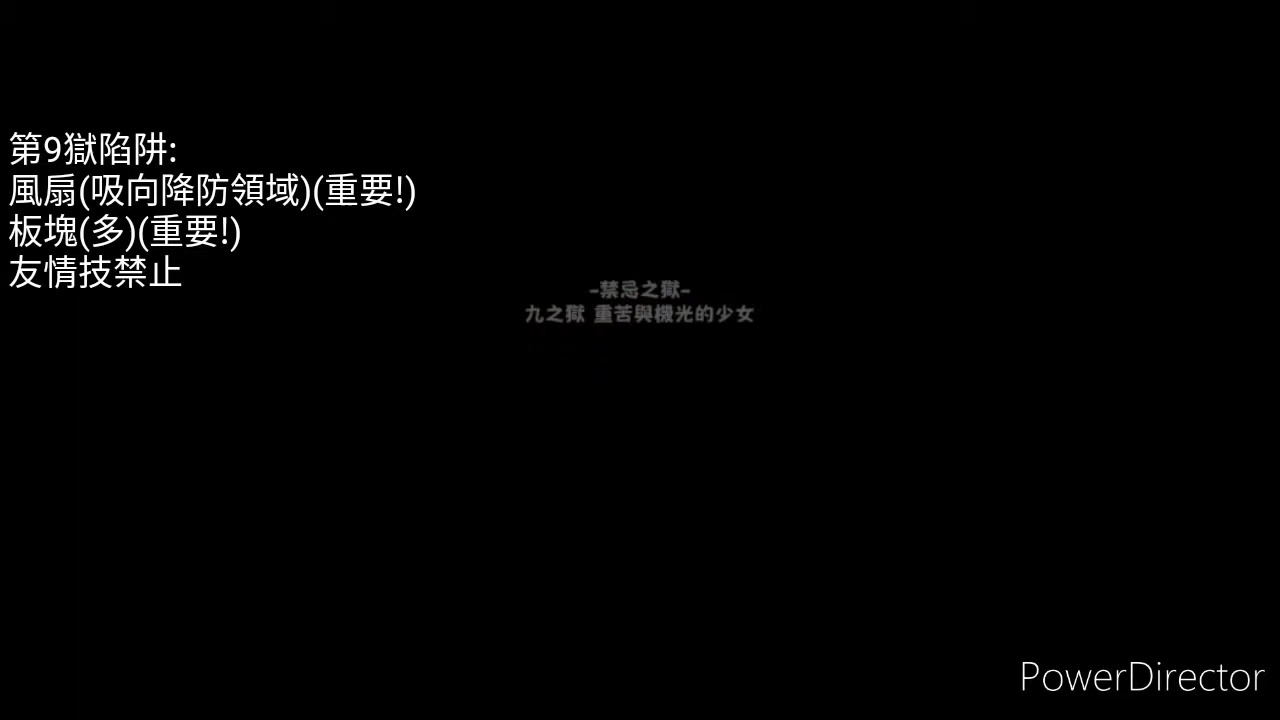 第9獄陷阱:
風扇(吸向降防領域)(重要!)
板塊(多)(重要!)
友情技禁止
–禁忌之獄–
九之獄 重苦與機光的少女
PowerDirector